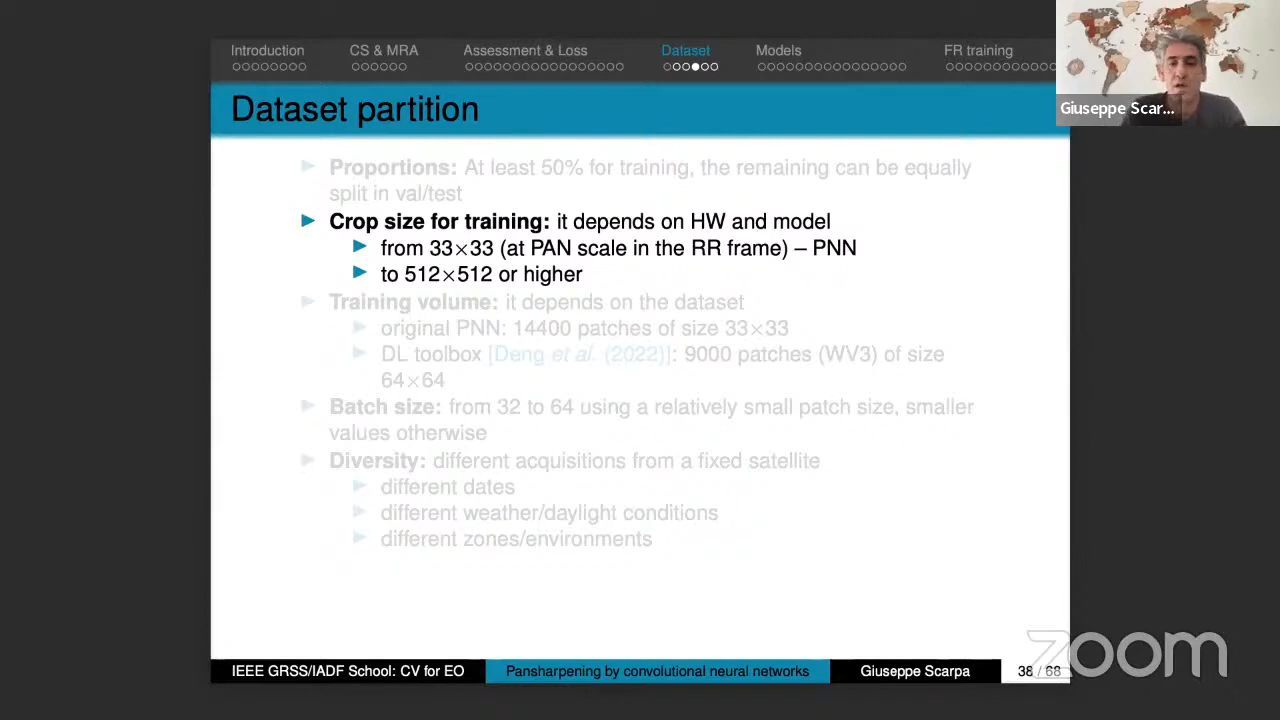 Introduction CS & MRA Assessment & Loss Dataset Models FR training
Giuseppe Scar...
Dataset partition
Proportions: At least 50% for training, the remaining can be equally
split in val/test
Crop size for training: it depends on HW and model
from 33×33 (at PAN scale in the RR frame) – PNN
to 512×512 or higher
Training volume: it depends on the dataset
original PNN: 14400 patches of size 33×33
DL toolbox [Deng et al. (2022)]: 9000 patches (WV3) of size
64×64
Batch size: from 32 to 64 using a relatively small patch size, smaller
values otherwise
Diversity: different acquisitions from a fixed satellite
different dates
different weather/daylight conditions
different zones/environments
zoom
IEEE GRSS/IADF School: CV for EO Pansharpening by convolutional neural networks Giuseppe Scarpa 38 / 68